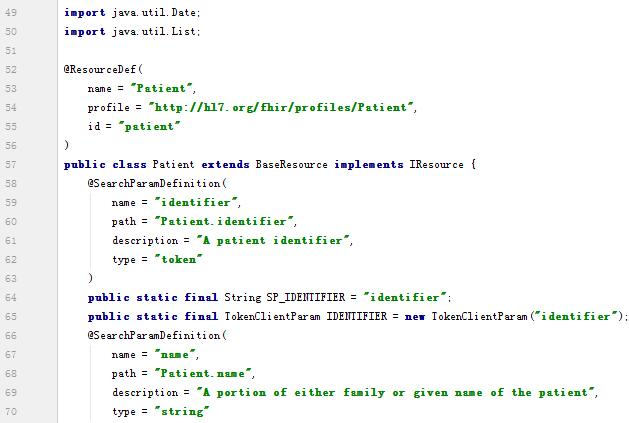 49 import java.util.Date;
50 import java.util.List;
51
52 @ResourceDef(
53 name = "Patient",
54 profile = "http://hl7.org/fhir/profiles/Patient",
55 id = "patient"
56 )
57 public class Patient extends BaseResource implements IResource {
58 @SearchParamDefinition(
59 name = "identifier",
60 path = "Patient.identifier",
61 description = "A patient identifier",
62 type = "token"
63 )
64 public static final String SP_IDENTIFIER = "identifier";
65 public static final TokenClientParam IDENTIFIER = new TokenClientParam("identifier");
66 @SearchParamDefinition(
67 name = "name",
68 path = "Patient.name",
69 description = "A portion of either family or given name of the patient",
70 type = "string"